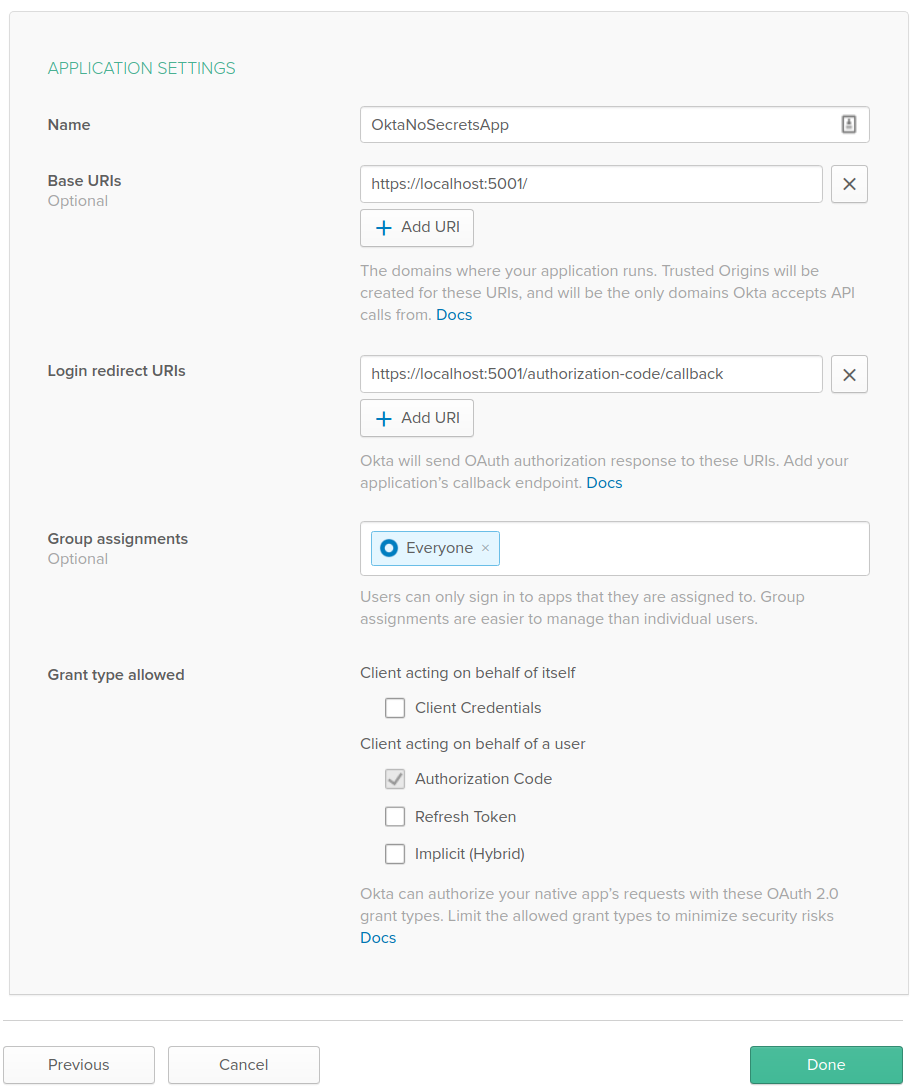 APPLICATION SETTINGS
Name
OktaNoSecretsApp
Base URIs
Optional
https://localhost:5001/
Add URI
The domains where your application runs. Trusted Origins will be
created for these URIs, and will be the only domains Okta accepts API
calls from. Docs
Login redirect URIs
https://localhost:5001/authorization-code/callback
Add URI
Okta will send OAuth authorization response to these URIs. Add your
application’s callback endpoint. Docs
Group assignments
Optional
Everyone ×
Users can only sign in to apps that they are assigned to. Group
assignments are easier to manage than individual users.
Grant type allowed
Client acting on behalf of itself
Client Credentials
Client acting on behalf of a user
Authorization Code
Refresh Token
Implicit (Hybrid)
Okta can authorize your native app’s requests with these OAuth 2.0
grant types. Limit the allowed grant types to minimize security risks
Docs
Previous
Cancel
Done